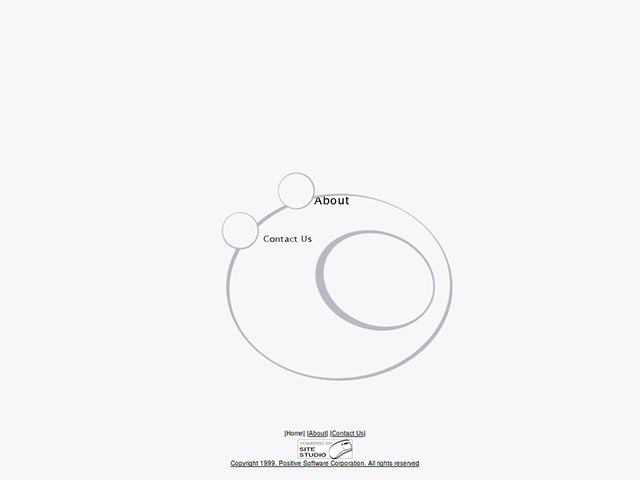 About
Contact Us
|Home| |About| |Contact Us|
POWERED BY
SITE
STUDIO
Copyright 1999, Positive Software Corporation. All rights reserved